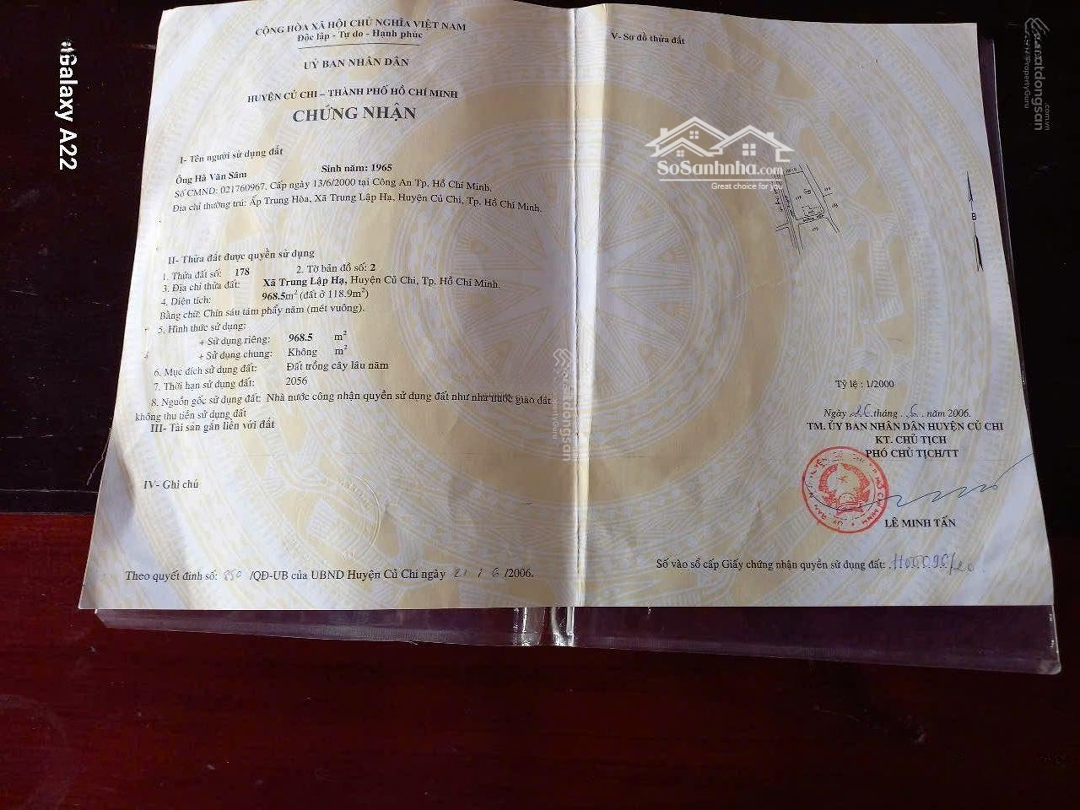 CỘNG HÒA XÃ HỘI CHỦ NGHĨA VIỆT NAM
Độc lập - Tự do - Hạnh phúc
UỶ BAN NHÂN DÂN
HUYỆN CỦ CHI – THÀNH PHỐ HỒ CHÍ MINH
CHỨNG NHẬN
I- Tên người sử dụng đất
Ông Hà Văn Sâm Sinh năm: 1965
Số CMND: 021760967, Cấp ngày 13/6/2000 tại Công An Tp. Hồ Chí Minh.
Địa chỉ thường trú: Ấp Trung Hòa, Xã Trung Lập Hạ, Huyện Củ Chi, Tp. Hồ Chí Minh.
II- Thửa đất được quyền sử dụng
1. Thửa đất số: 178 2. Tờ bản đồ số: 2
3. Địa chỉ thửa đất: Xã Trung Lập Hạ, Huyện Củ Chi, Tp. Hồ Chí Minh.
4. Diện tích: 968.5m² (đất ở 118.9m²)
Bằng chữ: Chín sáu tám phẩy năm (mét vuông).
5. Hình thức sử dụng:
+ Sử dụng riêng: 968.5 m²
+ Sử dụng chung: Không m²
6. Mục đích sử dụng đất: Đất trồng cây lâu năm
7. Thời hạn sử dụng đất: 2056
8. Nguồn gốc sử dụng đất: Nhà nước công nhận quyền sử dụng đất như nhà nước giao đất
không thu tiền sử dụng đất
III- Tài sản gắn liền với đất
IV- Ghi chú
Theo quyết định số: 850 /QĐ-UB của UBND Huyện Củ Chi ngày 21 / 6 /2006.
V- Sơ đồ thửa đất
SoSanhnha.com
Great choice for you
B
Tỷ lệ : 1/2000
Ngày 26 tháng 6 năm 2006.
TM. ỦY BAN NHÂN DÂN HUYỆN CỦ CHI
KT. CHỦ TỊCH
PHÓ CHỦ TỊCH/TT
LÊ MINH TẤN
Số vào sổ cấp Giấy chứng nhận quyền sử dụng đất:
Galaxy A22
batdongsan
by PropertyGuru
.com.vn
batdongsan